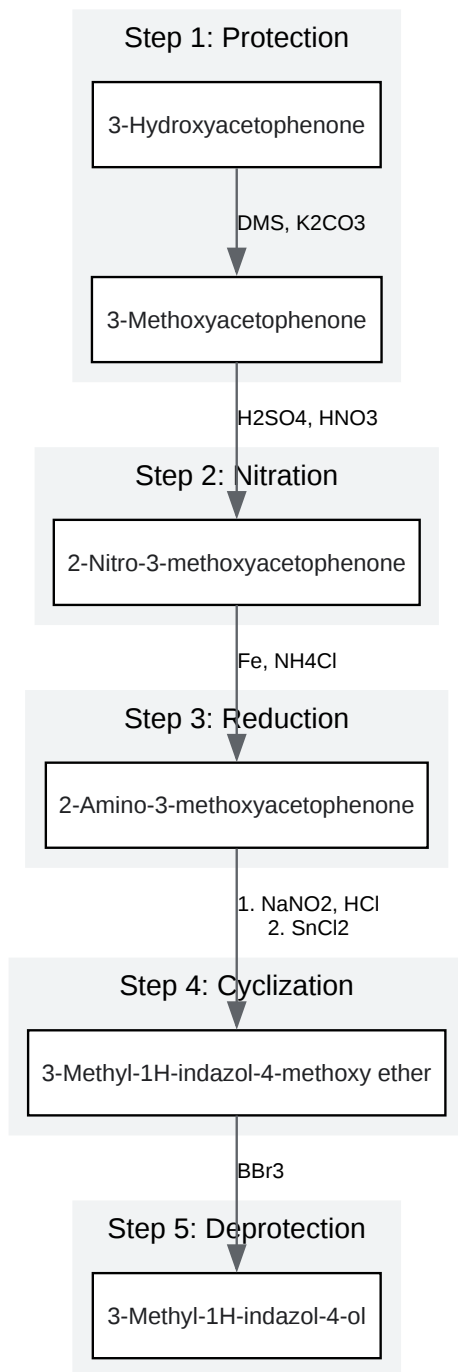 Step 1: Protection
3-Hydroxyacetophenone
DMS, K2CO3
3-Methoxyacetophenone
H2SO4, HNO3
Step 2: Nitration
2-Nitro-3-methoxyacetophenone
Fe, NH4Cl
Step 3: Reduction
2-Amino-3-methoxyacetophenone
1. NaNO2, HCl
2. SnCl2
Step 4: Cyclization
3-Methyl-1H-indazol-4-methoxy ether
BBr3
Step 5: Deprotection
3-Methyl-1H-indazol-4-ol